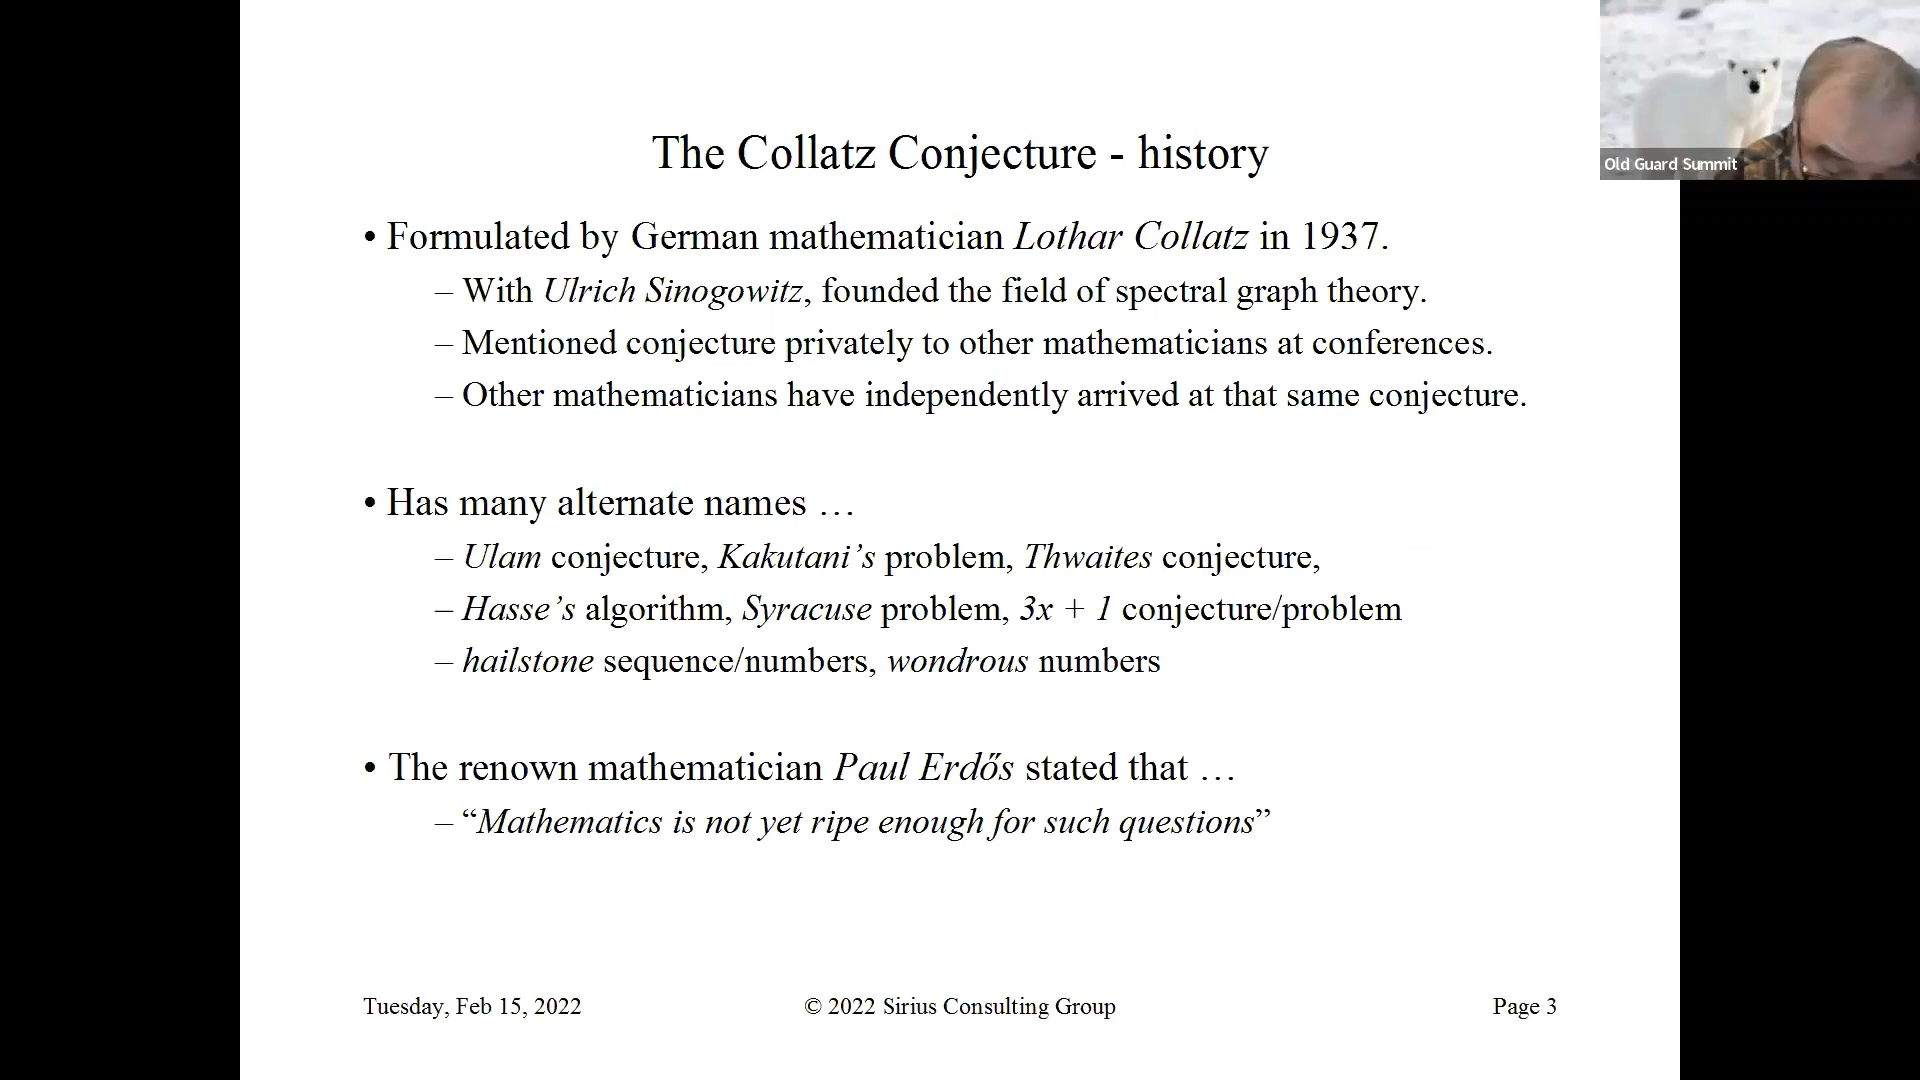 The Collatz Conjecture - history
Old Guard Summit
• Formulated by German mathematician Lothar Collatz in 1937.
– With Ulrich Sinogowitz, founded the field of spectral graph theory.
– Mentioned conjecture privately to other mathematicians at conferences.
– Other mathematicians have independently arrived at that same conjecture.
• Has many alternate names …
– Ulam conjecture, Kakutani’s problem, Thwaites conjecture,
– Hasse’s algorithm, Syracuse problem, 3x + 1 conjecture/problem
– hailstone sequence/numbers, wondrous numbers
• The renown mathematician Paul Erdős stated that …
– “Mathematics is not yet ripe enough for such questions”
Tuesday, Feb 15, 2022 © 2022 Sirius Consulting Group Page 3